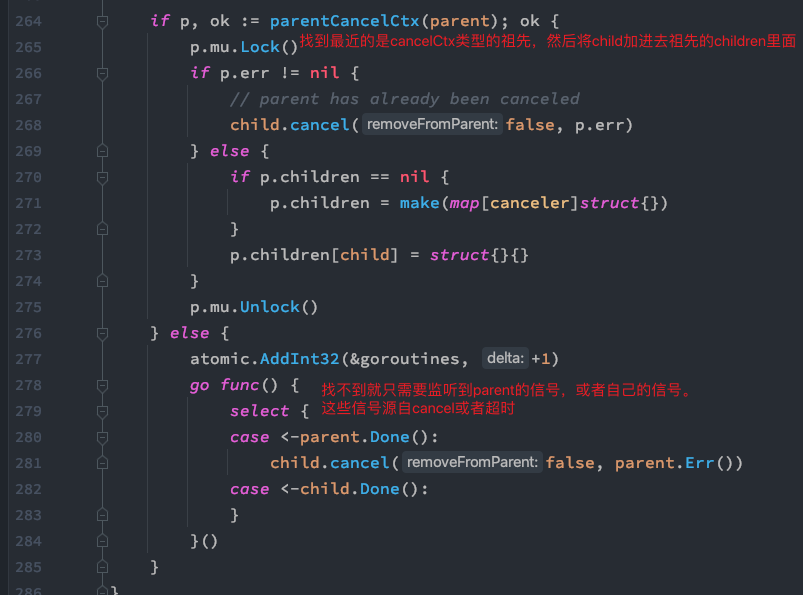 264 if p, ok := parentCancelCtx(parent); ok {
265 p.mu.Lock() 找到最近的是cancelCtx类型的祖先，然后将child加进去祖先的children里面
266 if p.err != nil {
267 // parent has already been canceled
268 child.cancel( removeFromParent: false, p.err)
269 } else {
270 if p.children == nil {
271 p.children = make(map[canceler]struct{})
272 }
273 p.children[child] = struct{}{}
274 }
275 p.mu.Unlock()
276 } else {
277 atomic.AddInt32(&goroutines, delta: +1)
278 go func() { 找不到就只需要监听到parent的信号，或者自己的信号。
279 select { 这些信号源自cancel或者超时
280 case <-parent.Done():
281 child.cancel( removeFromParent: false, parent.Err())
282 case <-child.Done():
283 }
284 }()
285 }
286 }